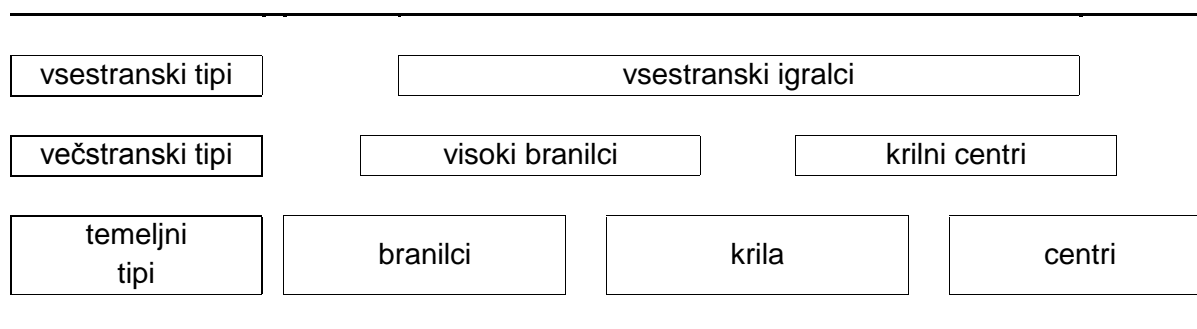 vsestranski tipi
vsestranski igralci
večstranski tipi
visoki branilci
krilni centri
temeljni
tipi
branilci
krila
centri